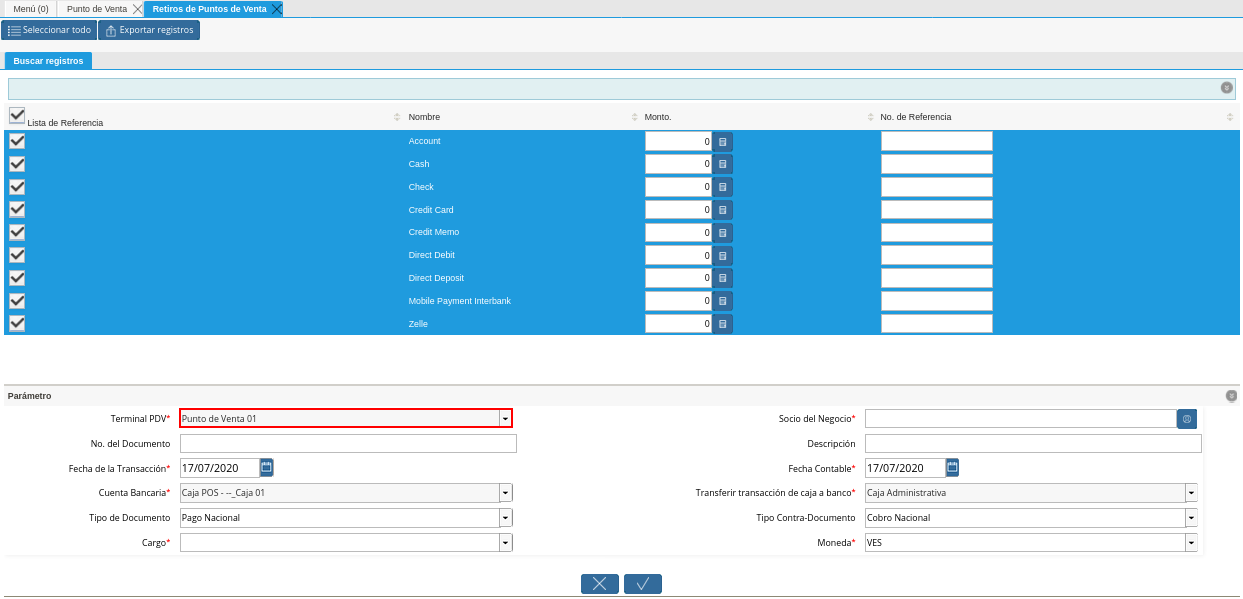 Menú (0) Punto de Venta Retiros de Puntos de Venta
Seleccionar todo Exportar registros
Buscar registros
Lista de Referencia Nombre Monto. No. de Referencia
Account 0
Cash 0
Check 0
Credit Card 0
Credit Memo 0
Direct Debit 0
Direct Deposit 0
Mobile Payment Interbank 0
Zelle 0
Parámetro
Terminal PDV* Punto de Venta 01 Socio del Negocio*
No. del Documento Descripción
Fecha de la Transacción* 17/07/2020 Fecha Contable* 17/07/2020
Cuenta Bancaria* Caja POS - --_Caja 01 Transferir transacción de caja a banco* Caja Administrativa
Tipo de Documento Pago Nacional Tipo Contra-Documento Cobro Nacional
Cargo* Moneda* VES